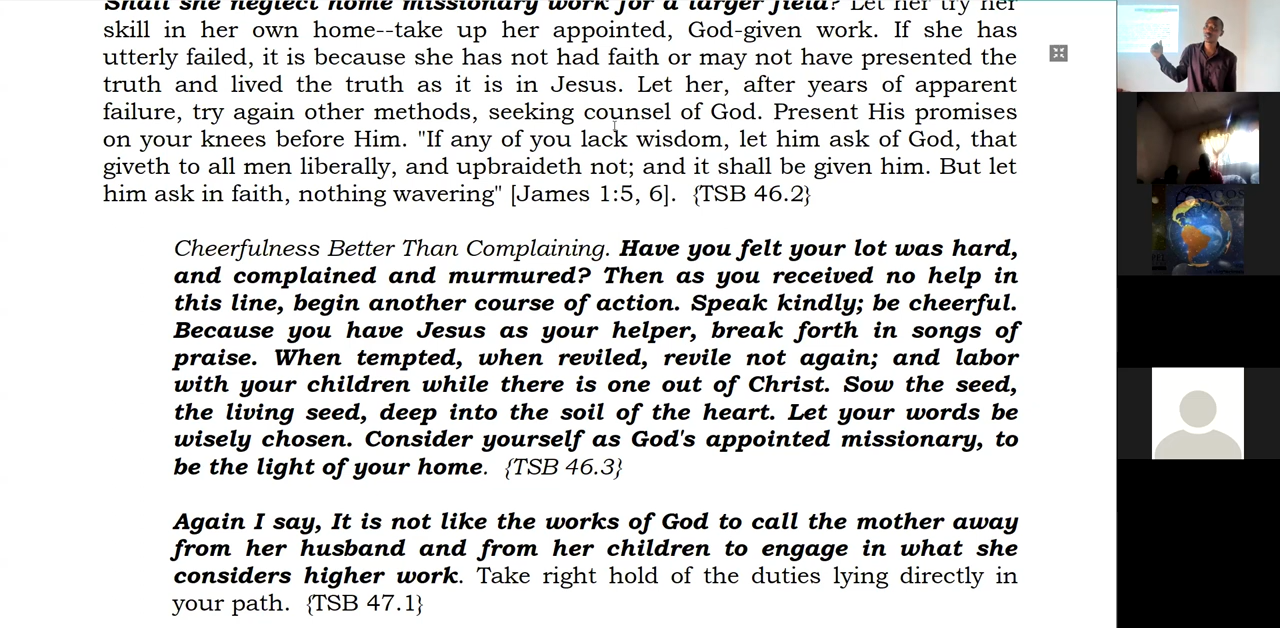 Shall she neglect home missionary work for a larger field? Let her try her
skill in her own home--take up her appointed, God-given work. If she has
utterly failed, it is because she has not had faith or may not have presented the
truth and lived the truth as it is in Jesus. Let her, after years of apparent
failure, try again other methods, seeking counsel of God. Present His promises
on your knees before Him. "If any of you lack wisdom, let him ask of God, that
giveth to all men liberally, and upbraideth not; and it shall be given him. But let
him ask in faith, nothing wavering" [James 1:5, 6]. {TSB 46.2}
Cheerfulness Better Than Complaining. Have you felt your lot was hard,
and complained and murmured? Then as you received no help in
this line, begin another course of action. Speak kindly; be cheerful.
Because you have Jesus as your helper, break forth in songs of
praise. When tempted, when reviled, revile not again; and labor
with your children while there is one out of Christ. Sow the seed,
the living seed, deep into the soil of the heart. Let your words be
wisely chosen. Consider yourself as God's appointed missionary, to
be the light of your home. {TSB 46.3}
Again I say, It is not like the works of God to call the mother away
from her husband and from her children to engage in what she
considers higher work. Take right hold of the duties lying directly in
your path. {TSB 47.1}